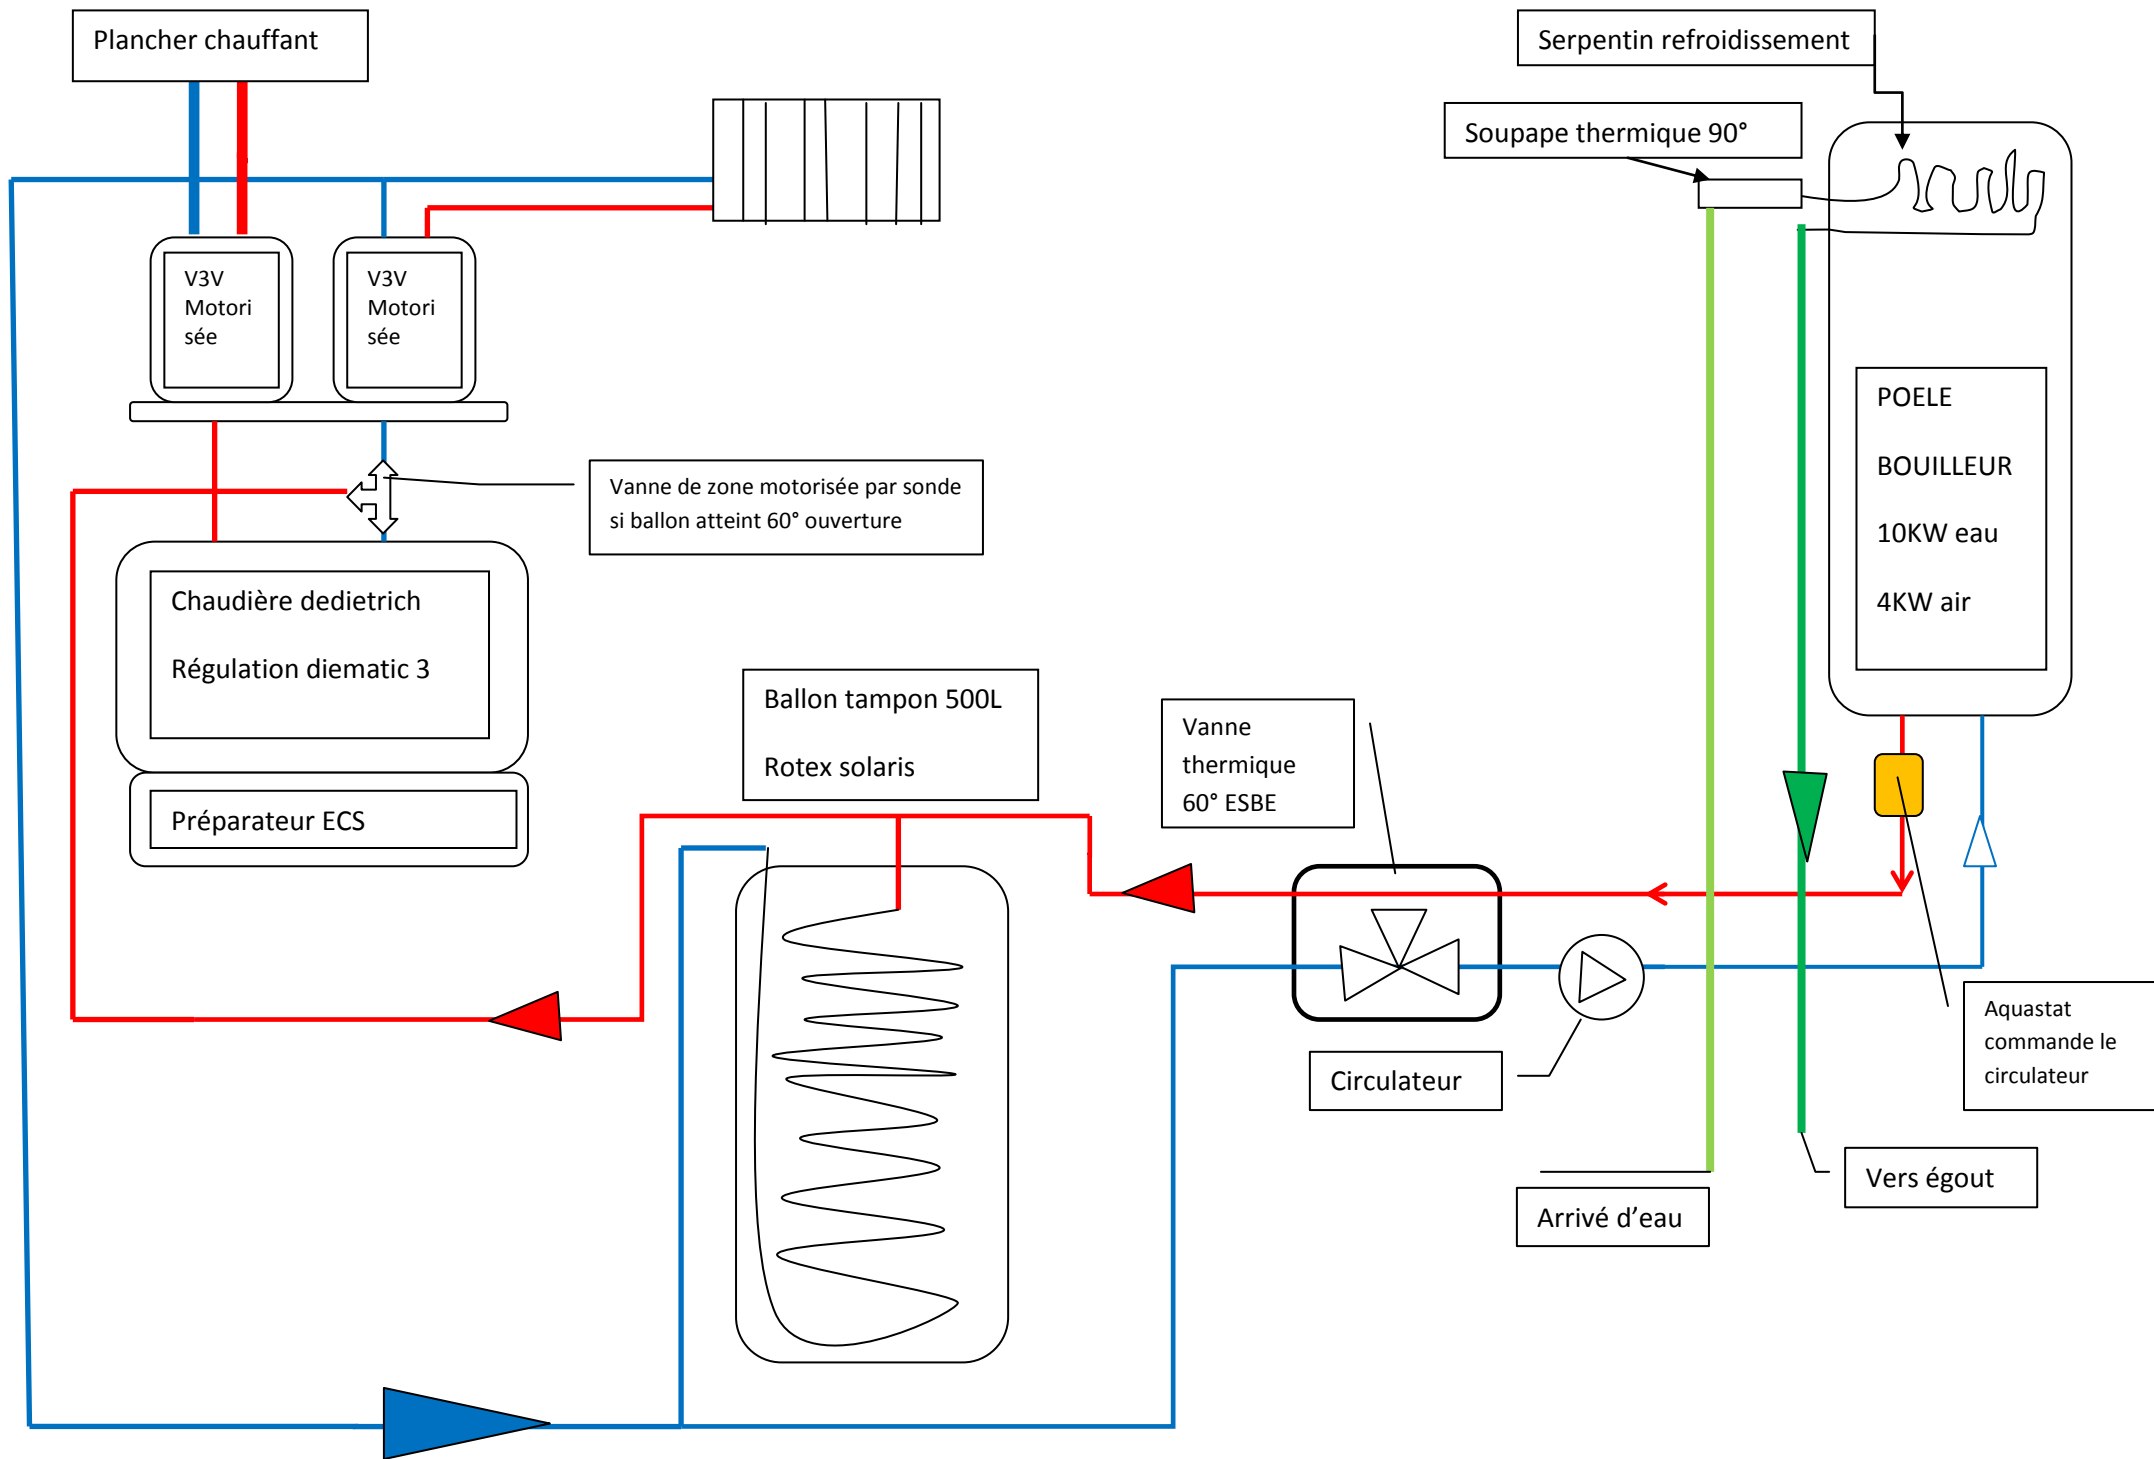 Plancher chauffant
Serpentin refroidissement
Soupape thermique 90°
V3V
Motori
sée
V3V
Motori
sée
POELE
BOUILLEUR
10KW eau
4KW air
Vanne de zone motorisée par sonde
si ballon atteint 60° ouverture
Chaudière dedietrich
Régulation diematic 3
Préparateur ECS
Ballon tampon 500L
Rotex solaris
Vanne
thermique
60° ESBE
Circulateur
Aquastat
commande le
circulateur
Vers égout
Arrivé d’eau